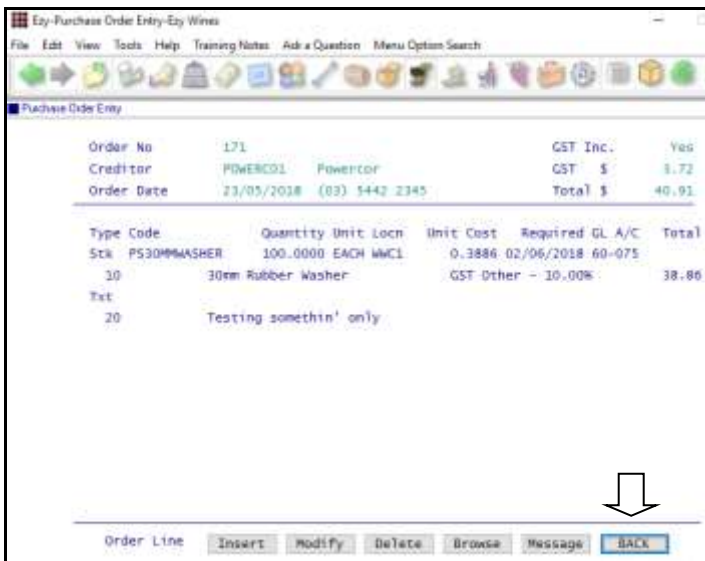 Ezy-Purchase Order Entry-Ezy Wines
File Edit View Tools Help Training Notes Ask a Question Menu Option Search
Purchase Order Entry
Order No 171 GST Inc. Yes
Creditor POWERCO1 Powercor GST $ 3.72
Order Date 23/05/2018 (03) 5442 2345 Total $ 40.91
Type Code Quantity Unit Locn Unit Cost Required GL A/C Total
Stk PS30MMWASHER 100.0000 EACH WWC1 0.3886 02/06/2018 60-075
10 30mm Rubber Washer GST Other - 10.00% 38.86
Txt
20 Testing somethin' only
Order Line Insert Modify Delete Browse Message BACK